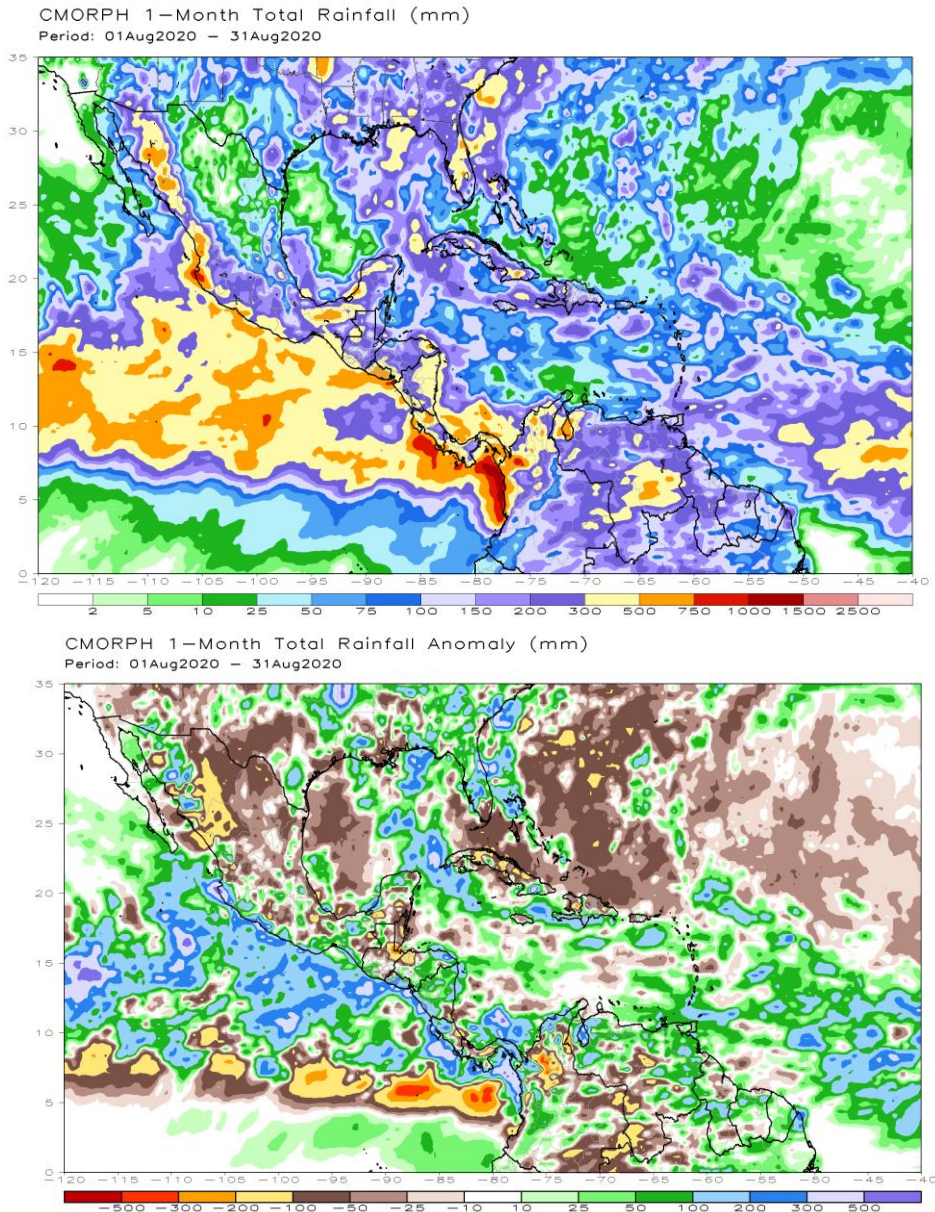 CMORPH 1-Month Total Rainfall (mm)
Period: 01Aug2020 - 31Aug2020
35
30
25
20
15
10
5
0
-120 -115 -110 -105 -100 -95 -90 -85 -80 -75 -70 -65 -60 -55 -50 -45 -40
2 5 10 25 50 75 100 150 200 300 500 750 1000 1500 2500
CMORPH 1-Month Total Rainfall Anomaly (mm)
Period: 01Aug2020 - 31Aug2020
35
30
25
20
15
10
5
0
-120 -115 -110 -105 -100 -95 -90 -85 -80 -75 -70 -65 -60 -55 -50 -45 -40
-500 -300 -200 -100 -50 -25 -10 10 25 50 100 200 300 500